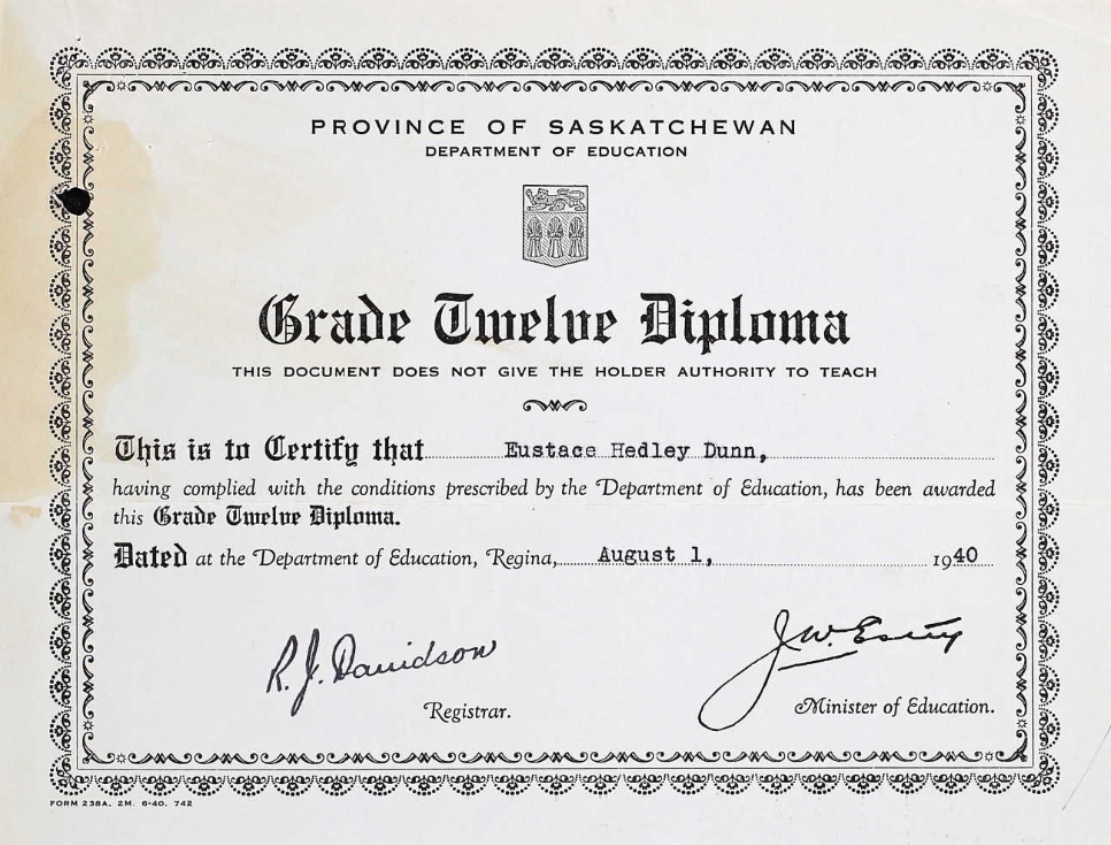 PROVINCE OF SASKATCHEWAN
DEPARTMENT OF EDUCATION
Grade Twelve Diploma
THIS DOCUMENT DOES NOT GIVE THE HOLDER AUTHORITY TO TEACH
This is to Certify that Eustace Hedley Dunn,
having complied with the conditions prescribed by the Department of Education, has been awarded
this Grade Twelve Diploma.
Dated at the Department of Education, Regina, August 1, 1940
R. J. Davidson J. W. Estey
Registrar. Minister of Education.
FORM 238A. 2M. 6-40. 742